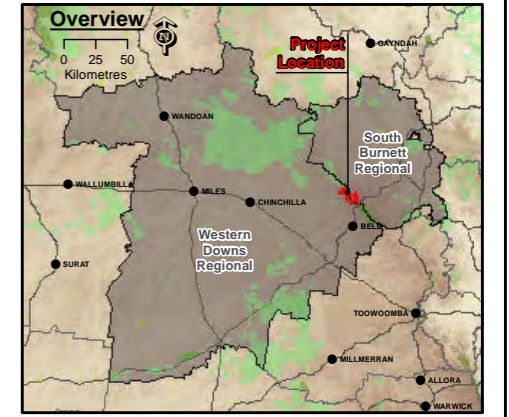 Overview
N
0 25 50
Kilometres
Project
Location
GAYNDAH
WANDOAN
South
Burnett
Regional
WALLUMBILLA
MILES
CHINCHILLA
BELL
Western
Downs
Regional
SURAT
TOOWOOMBA
MILLMERRAN
ALLORA
WARWICK